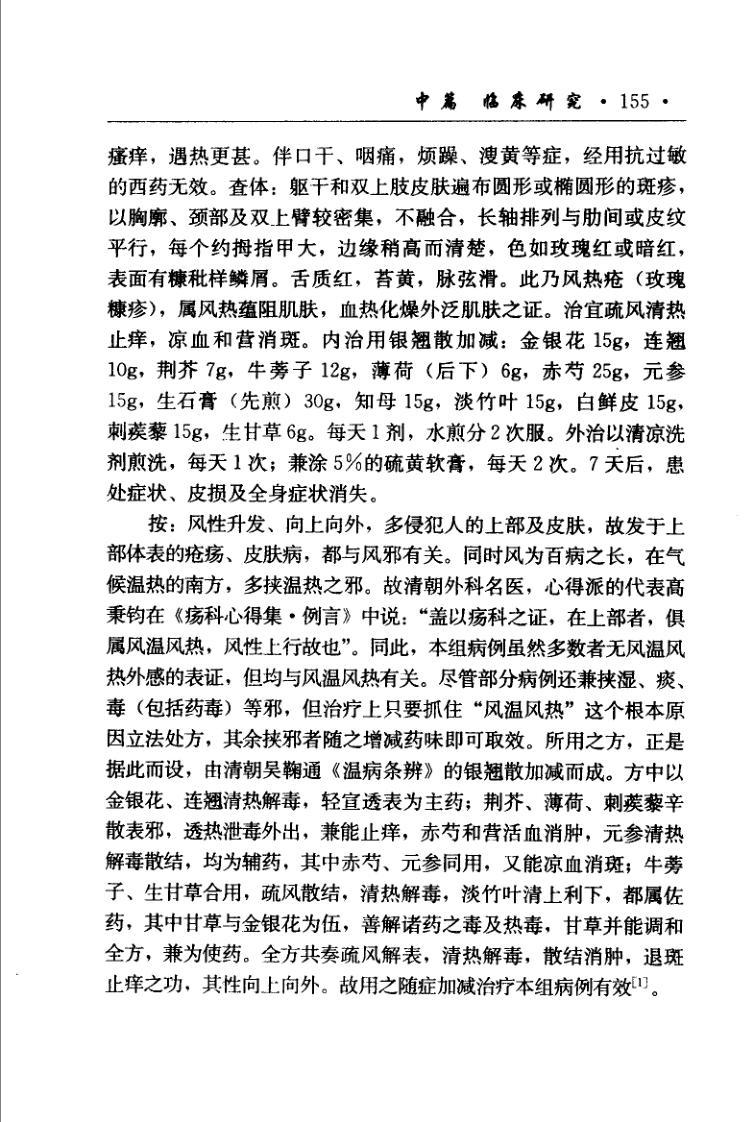 中篇 临床研究 · 155 ·
瘙痒，遇热更甚。伴口干、咽痛，烦躁、溲黄等症，经用抗过敏
的西药无效。查体：躯干和双上肢皮肤遍布圆形或椭圆形的斑疹，
以胸廓、颈部及双上臂较密集，不融合，长轴排列与肋间或皮纹
平行，每个约拇指甲大，边缘稍高而清楚，色如玫瑰红或暗红，
表面有糠秕样鳞屑。舌质红，苔黄，脉弦滑。此乃风热疮（玫瑰
糠疹），属风热蕴阻肌肤，血热化燥外泛肌肤之证。治宜疏风清热
止痒，凉血和营消斑。内治用银翘散加减：金银花 15g，连翘
10g，荆芥 7g，牛蒡子 12g，薄荷（后下）6g，赤芍 25g，元参
15g，生石膏（先煎）30g，知母 15g，淡竹叶 15g，白鲜皮 15g，
刺蒺藜 15g，生甘草 6g。每天 1 剂，水煎分 2 次服。外治以清凉洗
剂煎洗，每天 1 次；兼涂 5%的硫黄软膏，每天 2 次。7 天后，患
处症状、皮损及全身症状消失。
按：风性升发、向上向外，多侵犯人的上部及皮肤，故发于上
部体表的疮疡、皮肤病，都与风邪有关。同时风为百病之长，在气
候温热的南方，多挟温热之邪。故清朝外科名医，心得派的代表高
秉钧在《疡科心得集·例言》中说：“盖以疡科之证，在上部者，俱
属风温风热，风性上行故也”。同此，本组病例虽然多数者无风温风
热外感的表证，但均与风温风热有关。尽管部分病例还兼挟湿、痰、
毒（包括药毒）等邪，但治疗上只要抓住“风温风热”这个根本原
因立法处方，其余挟邪者随之增减药味即可取效。所用之方，正是
据此而设，由清朝吴鞠通《温病条辨》的银翘散加减而成。方中以
金银花、连翘清热解毒，轻宣透表为主药；荆芥、薄荷、刺蒺藜辛
散表邪，透热泄毒外出，兼能止痒，赤芍和营活血消肿，元参清热
解毒散结，均为辅药，其中赤芍、元参同用，又能凉血消斑；牛蒡
子、生甘草合用，疏风散结，清热解毒，淡竹叶清上利下，都属佐
药，其中甘草与金银花为伍，善解诸药之毒及热毒，甘草并能调和
全方，兼为使药。全方共奏疏风解表，清热解毒，散结消肿，退斑
止痒之功，其性向上向外。故用之随症加减治疗本组病例有效[1]。